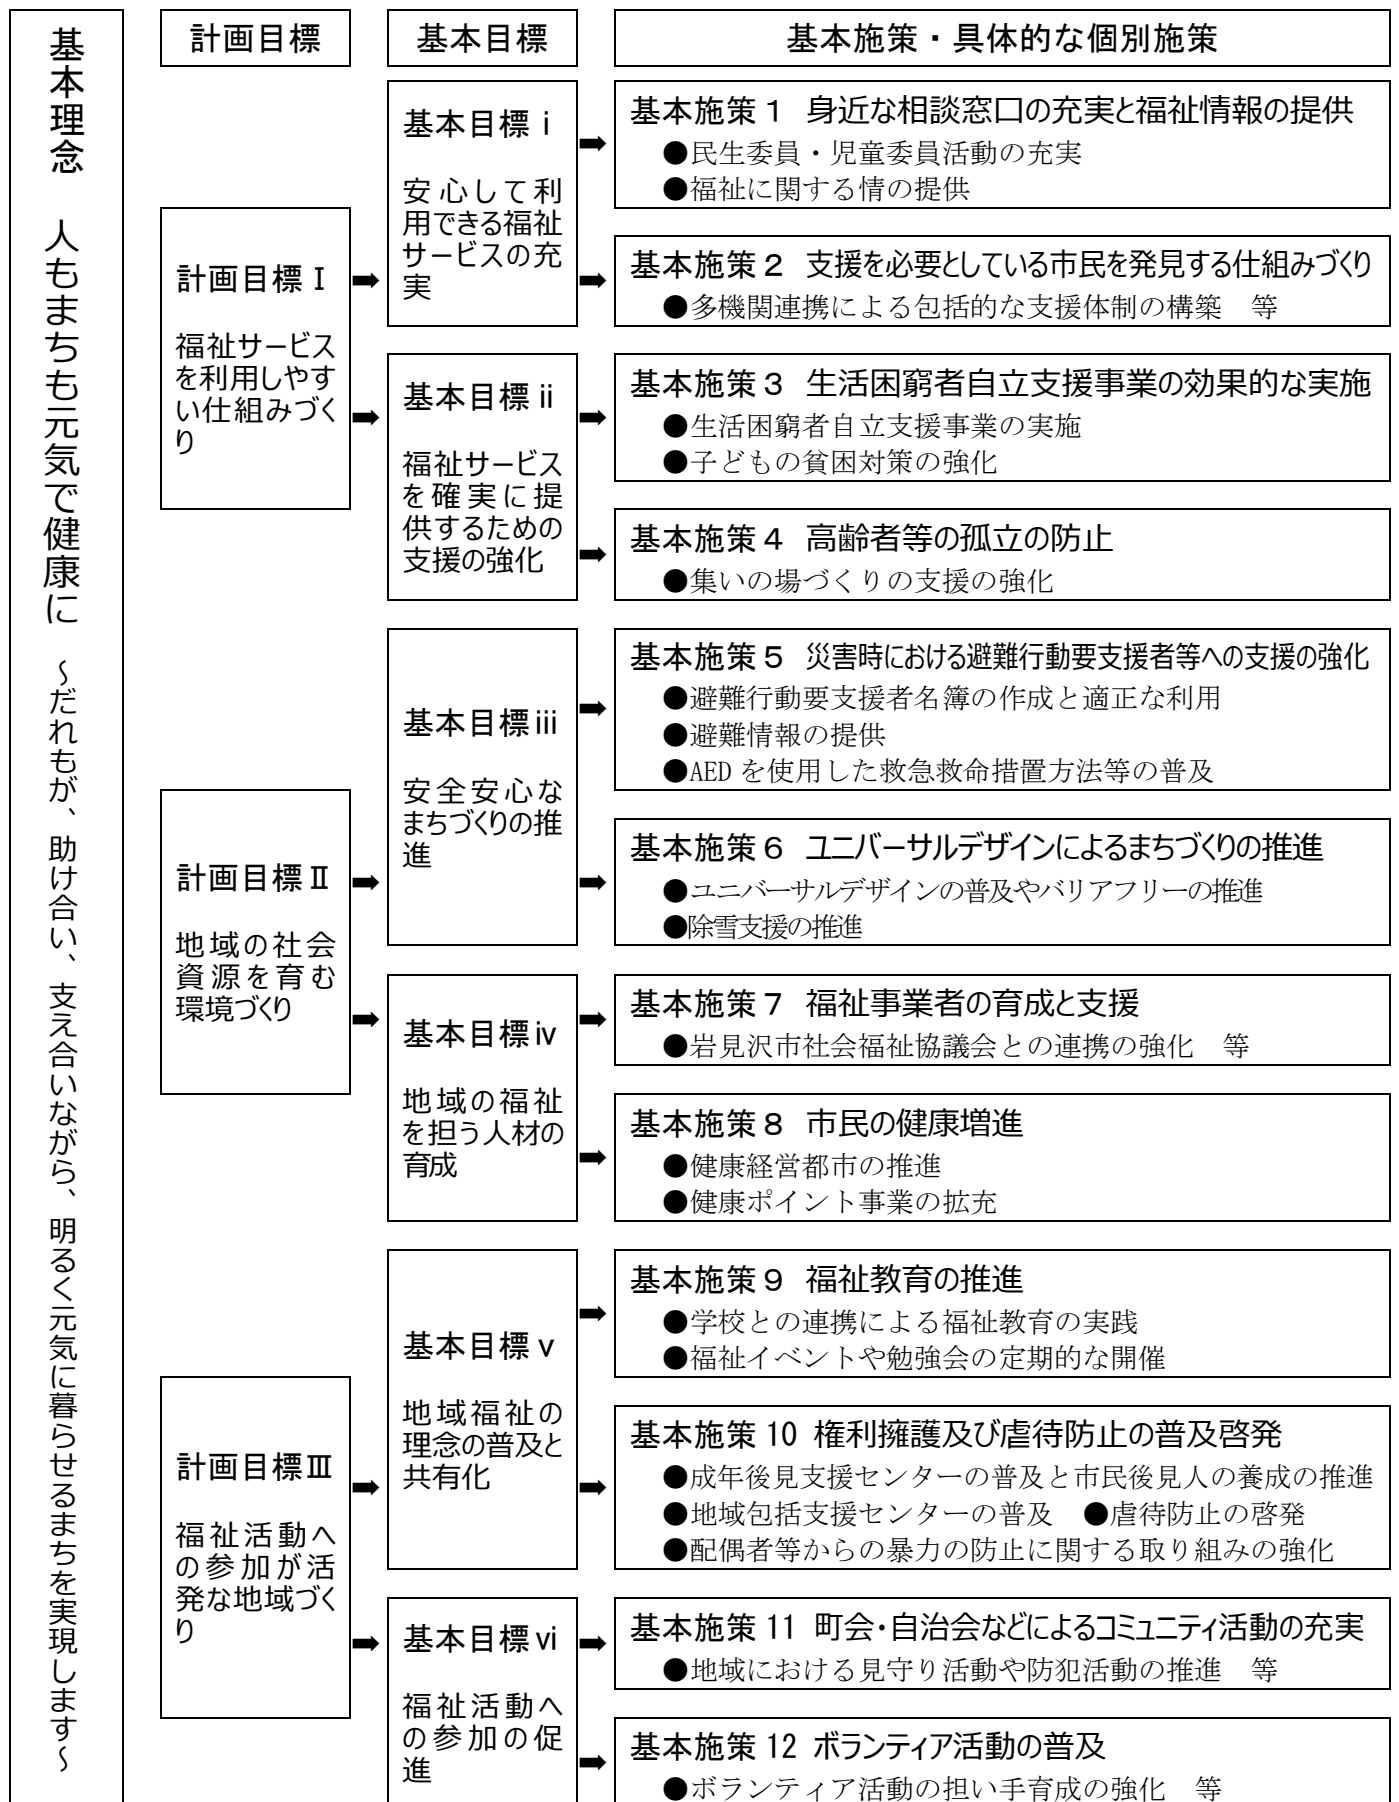 基本理念　人もまちも元気で健康に　～だれもが、助け合い、支え合いながら、明るく元気に暮らせるまちを実現します～
計画目標
基本目標
基本施策・具体的な個別施策
計画目標Ⅰ
福祉サービス
を利用しやす
い仕組みづく
り
基本目標ⅰ
安心して利
用できる福祉
サービスの充
実
基本施策１　身近な相談窓口の充実と福祉情報の提供
●民生委員・児童委員活動の充実
●福祉に関する情の提供
基本施策２　支援を必要としている市民を発見する仕組みづくり
●多機関連携による包括的な支援体制の構築　等
基本目標ⅱ
福祉サービス
を確実に提
供するための
支援の強化
基本施策３　生活困窮者自立支援事業の効果的な実施
●生活困窮者自立支援事業の実施
●子どもの貧困対策の強化
基本施策４　高齢者等の孤立の防止
●集いの場づくりの支援の強化
計画目標Ⅱ
地域の社会
資源を育む
環境づくり
基本目標ⅲ
安全安心な
まちづくりの推
進
基本施策５　災害時における避難行動要支援者等への支援の強化
●避難行動要支援者名簿の作成と適正な利用
●避難情報の提供
●AEDを使用した救急救命措置方法等の普及
基本施策６　ユニバーサルデザインによるまちづくりの推進
●ユニバーサルデザインの普及やバリアフリーの推進
●除雪支援の推進
基本目標ⅳ
地域の福祉
を担う人材の
育成
基本施策７　福祉事業者の育成と支援
●岩見沢市社会福祉協議会との連携の強化　等
基本施策８　市民の健康増進
●健康経営都市の推進
●健康ポイント事業の拡充
計画目標Ⅲ
福祉活動へ
の参加が活
発な地域づく
り
基本目標ⅴ
地域福祉の
理念の普及と
共有化
基本施策９　福祉教育の推進
●学校との連携による福祉教育の実践
●福祉イベントや勉強会の定期的な開催
基本施策10　権利擁護及び虐待防止の普及啓発
●成年後見支援センターの普及と市民後見人の養成の推進
●地域包括支援センターの普及　●虐待防止の啓発
●配偶者等からの暴力の防止に関する取り組みの強化
基本目標ⅵ
福祉活動へ
の参加の促
進
基本施策11　町会・自治会などによるコミュニティ活動の充実
●地域における見守り活動や防犯活動の推進　等
基本施策12　ボランティア活動の普及
●ボランティア活動の担い手育成の強化　等